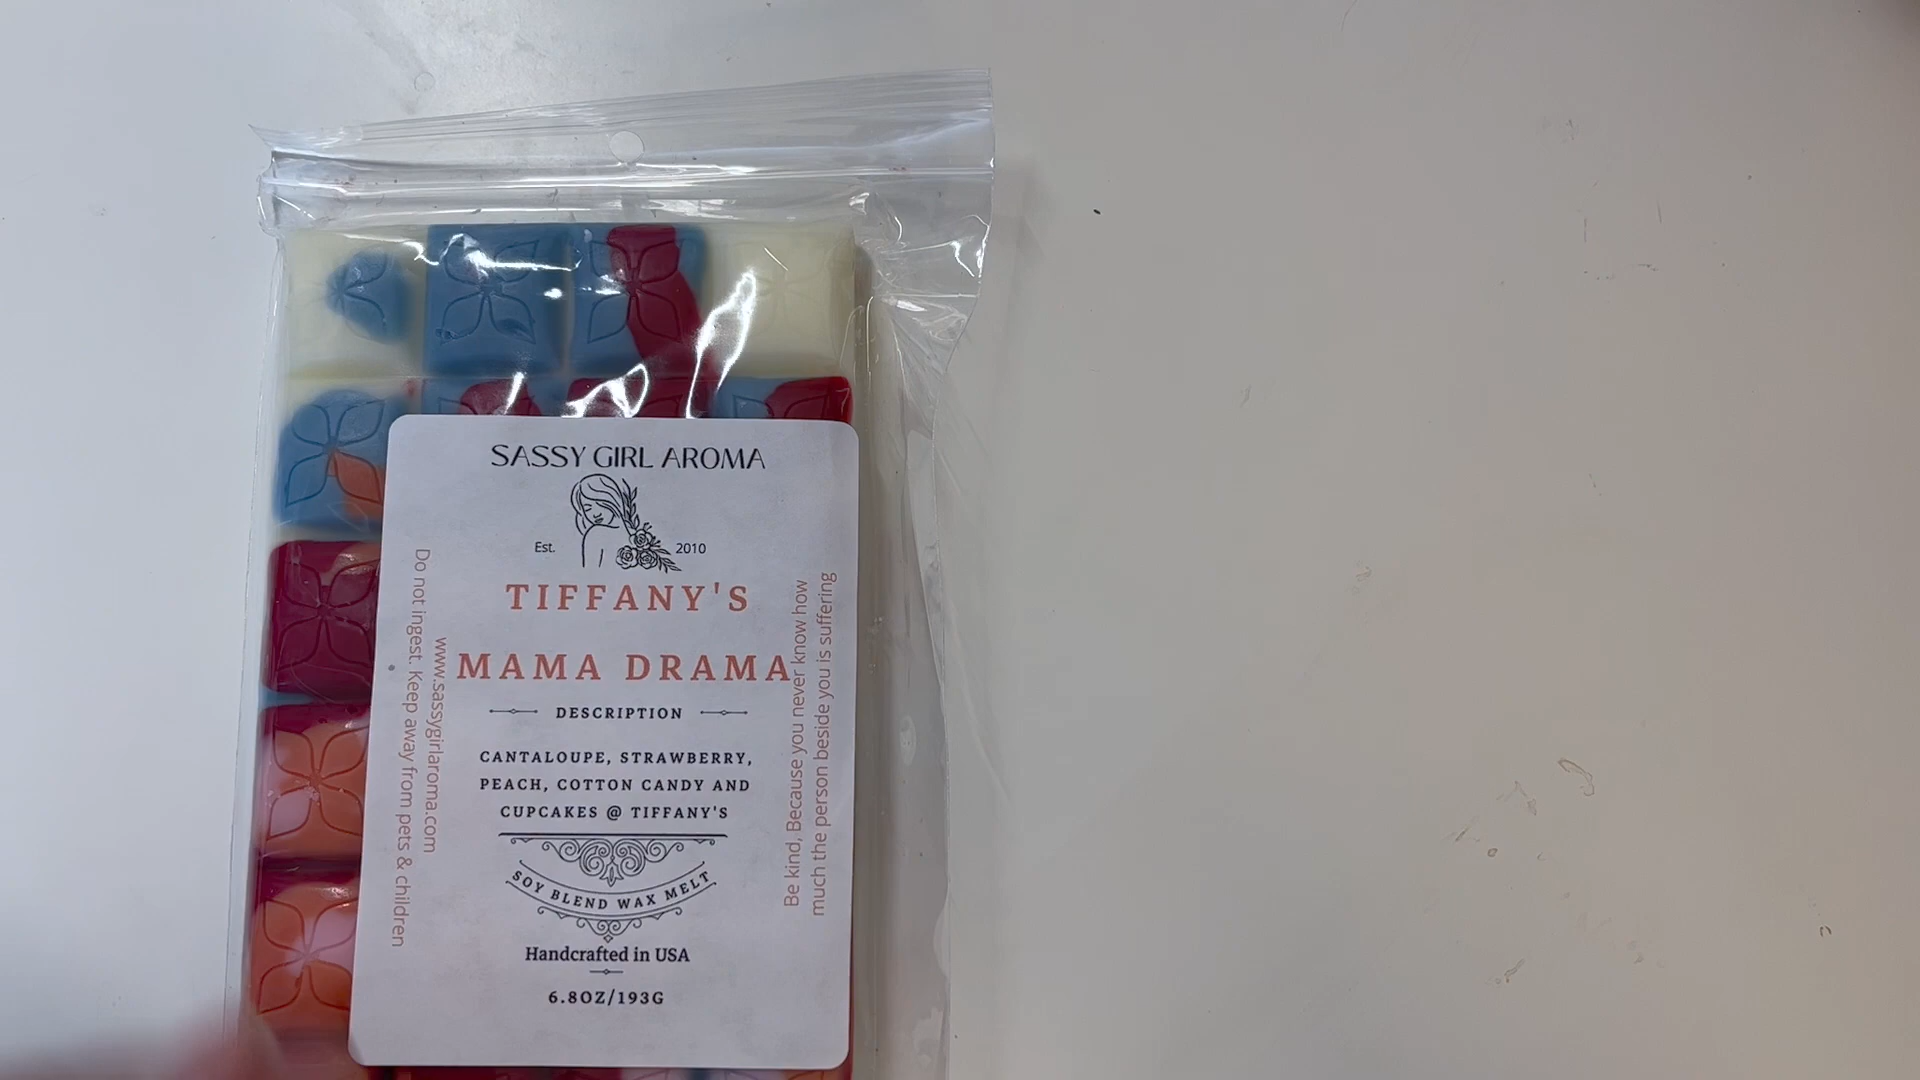 SASSY GIRL AROMA
Est. 2010
TIFFANY'S
MAMA DRAMA
DESCRIPTION
CANTALOUPE, STRAWBERRY,
PEACH, COTTON CANDY AND
CUPCAKES @ TIFFANY'S
SOY BLEND WAX MELT
Handcrafted in USA
6.8OZ/193G
www.sassygirlaroma.com
Do not ingest. Keep away from pets & children
Be kind, Because you never know how
much the person beside you is suffering